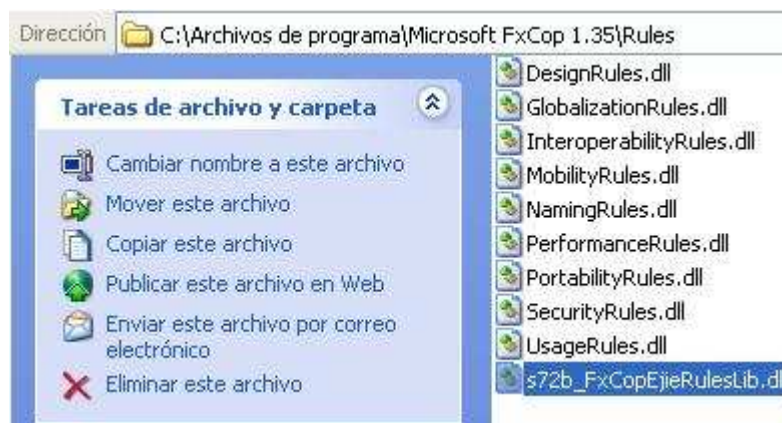 Dirección C:\Archivos de programa\Microsoft FxCop 1.35\Rules
Tareas de archivo y carpeta
Cambiar nombre a este archivo
Mover este archivo
Copiar este archivo
Publicar este archivo en Web
Enviar este archivo por correo
electrónico
Eliminar este archivo
DesignRules.dll
GlobalizationRules.dll
InteroperabilityRules.dll
MobilityRules.dll
NamingRules.dll
PerformanceRules.dll
PortabilityRules.dll
SecurityRules.dll
UsageRules.dll
s72b_FxCopEjieRulesLib.dl